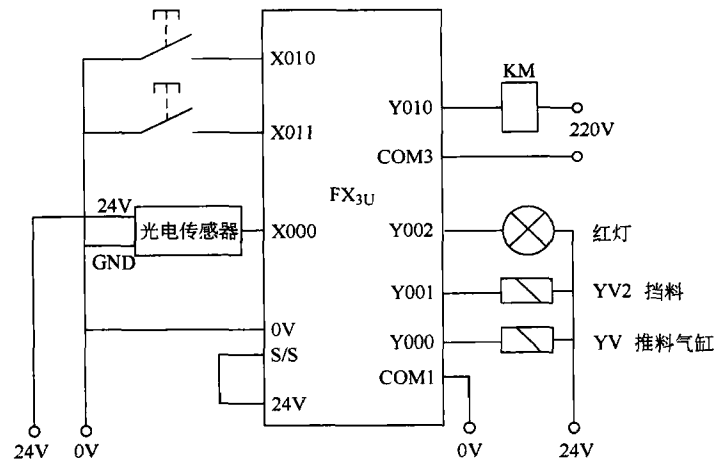 X010
KM
Y010
220V
X011
COM3
FX3U
24V
光电传感器
X000
Y002
红灯
GND
Y001
YV2 挡料
0V
Y000
YV 推料气缸
S/S
COM1
24V
24V
0V
0V
24V